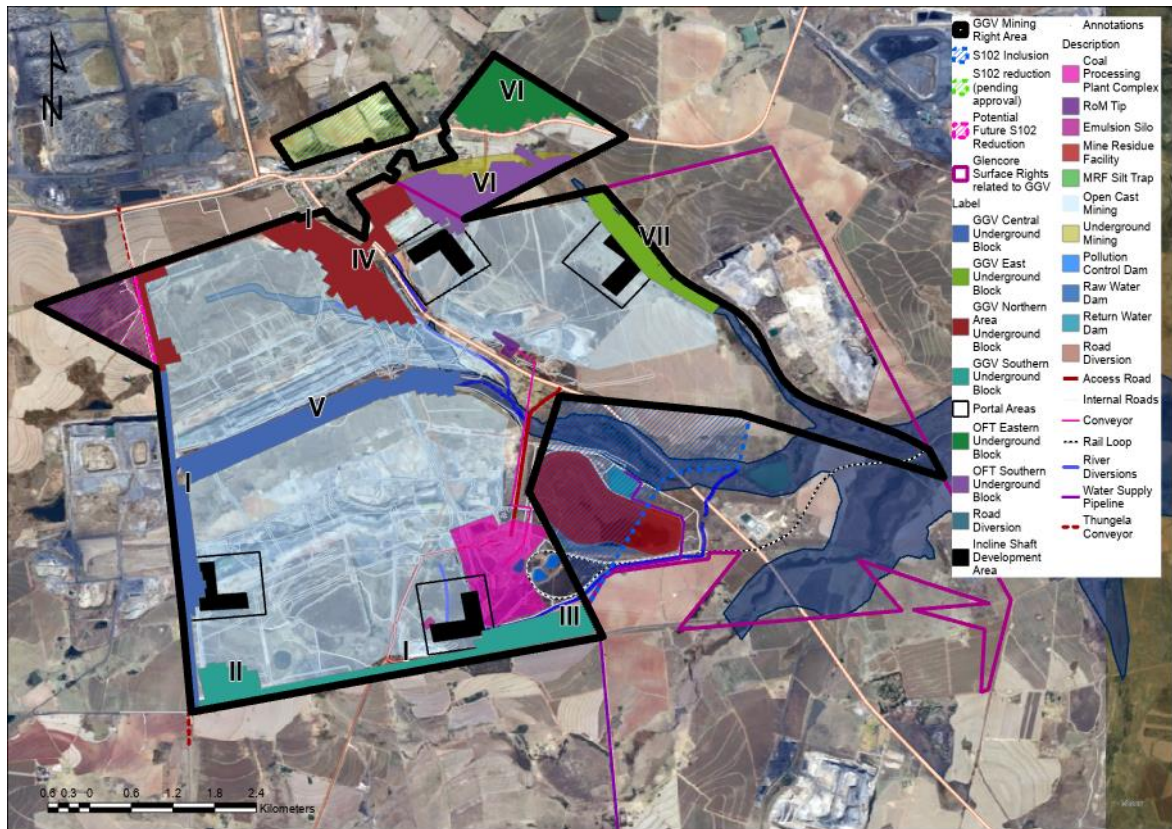 N
VI
VI
VII
I
IV
V
I
III
I
II
0.6 0.3 0 0.6 1.2 1.8 2.4
Kilometers
GGV Mining
Right Area
S102 Inclusion
S102 reduction
(pending
approval)
Potential
Future S102
Reduction
Glencore
Surface Rights
related to GGV
Label
GGV Central
Underground
Block
GGV East
Underground
Block
GGV Northern
Area
Underground
Block
GGV Southern
Underground
Block
Portal Areas
OFT Eastern
Underground
Block
OFT Southern
Underground
Block
Road
Diversion
Incline Shaft
Development
Area
Annotations
Description
Coal
Processing
Plant Complex
RoM Tip
Emulsion Silo
Mine Residue
Facility
MRF Silt Trap
Open Cast
Mining
Underground
Mining
Pollution
Control Dam
Raw Water
Dam
Return Water
Dam
Road
Diversion
Access Road
Internal Roads
Conveyor
Rail Loop
River
Diversions
Water Supply
Pipeline
Thungela
Conveyor